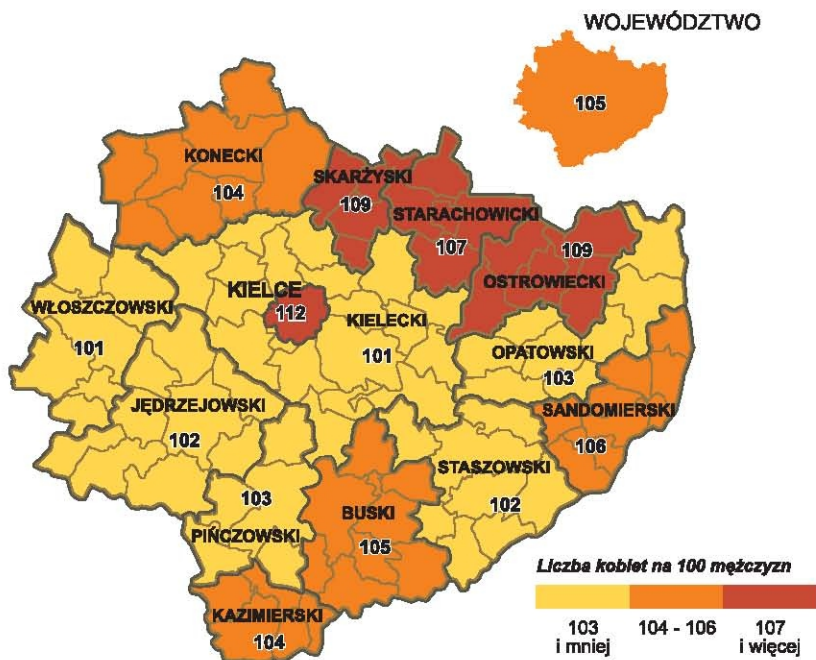 WOJEWÓDZTWO
105
KONECKI
104
SKARŻYSKI
109
STARACHOWICKI
107
109
OSTROWIECKI
KIELCE
112
WŁOSZCZOWSKI
101
KIELECKI
101
OPATOWSKI
103
JĘDRZEJOWSKI
102
SANDOMIERSKI
106
STASZOWSKI
102
103
PIŃCZOWSKI
BUSKI
105
KAZIMIERSKI
104
Liczba kobiet na 100 mężczyzn
103 104 - 106 107
i mniej i więcej